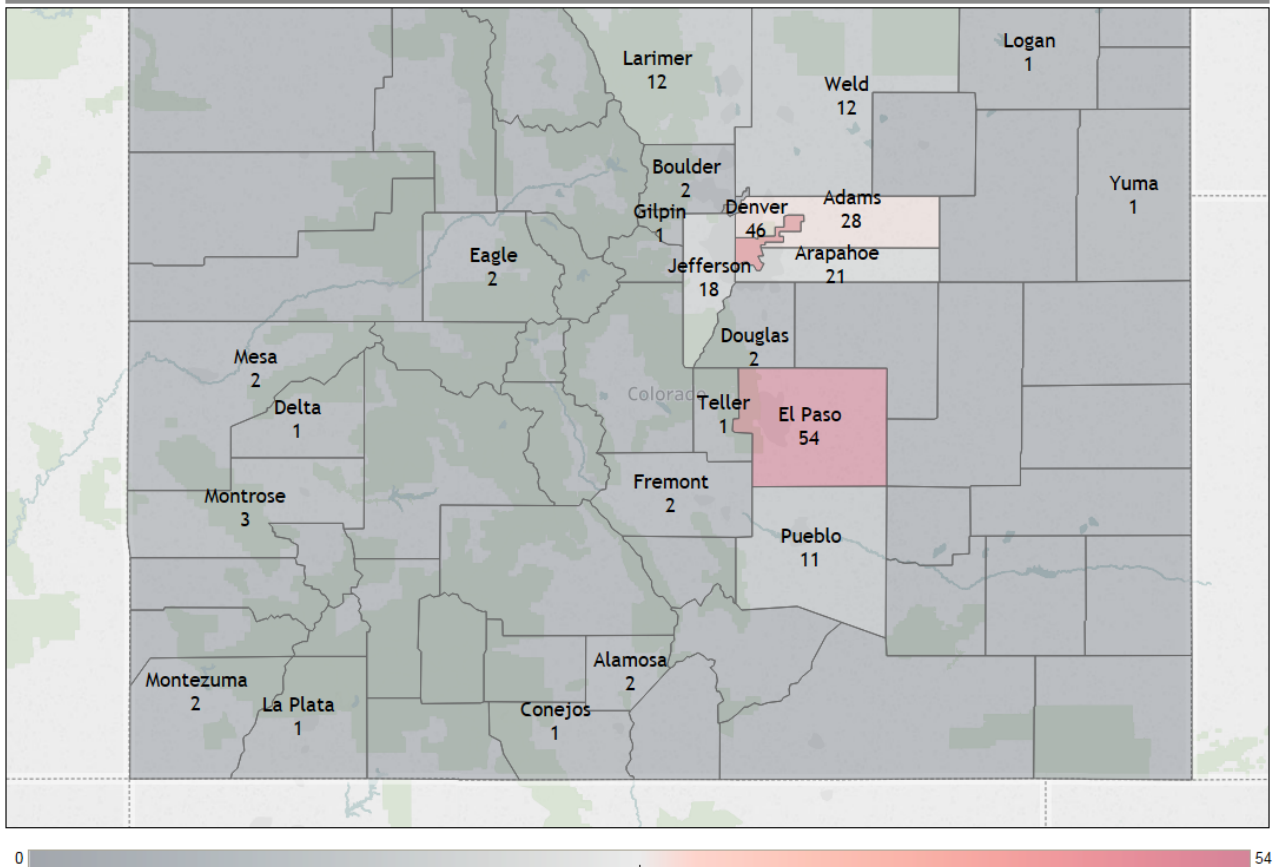 Larimer
12
Logan
1
Weld
12
Boulder
2
Yuma
1
Gilpin
1
Denver
46
Adams
28
Eagle
2
Jefferson
18
Arapahoe
21
Douglas
2
Mesa
2
Delta
1
Colorado
Teller
1
El Paso
54
Montrose
3
Fremont
2
Pueblo
11
Montezuma
2
La Plata
1
Alamosa
2
Conejos
1
0
54